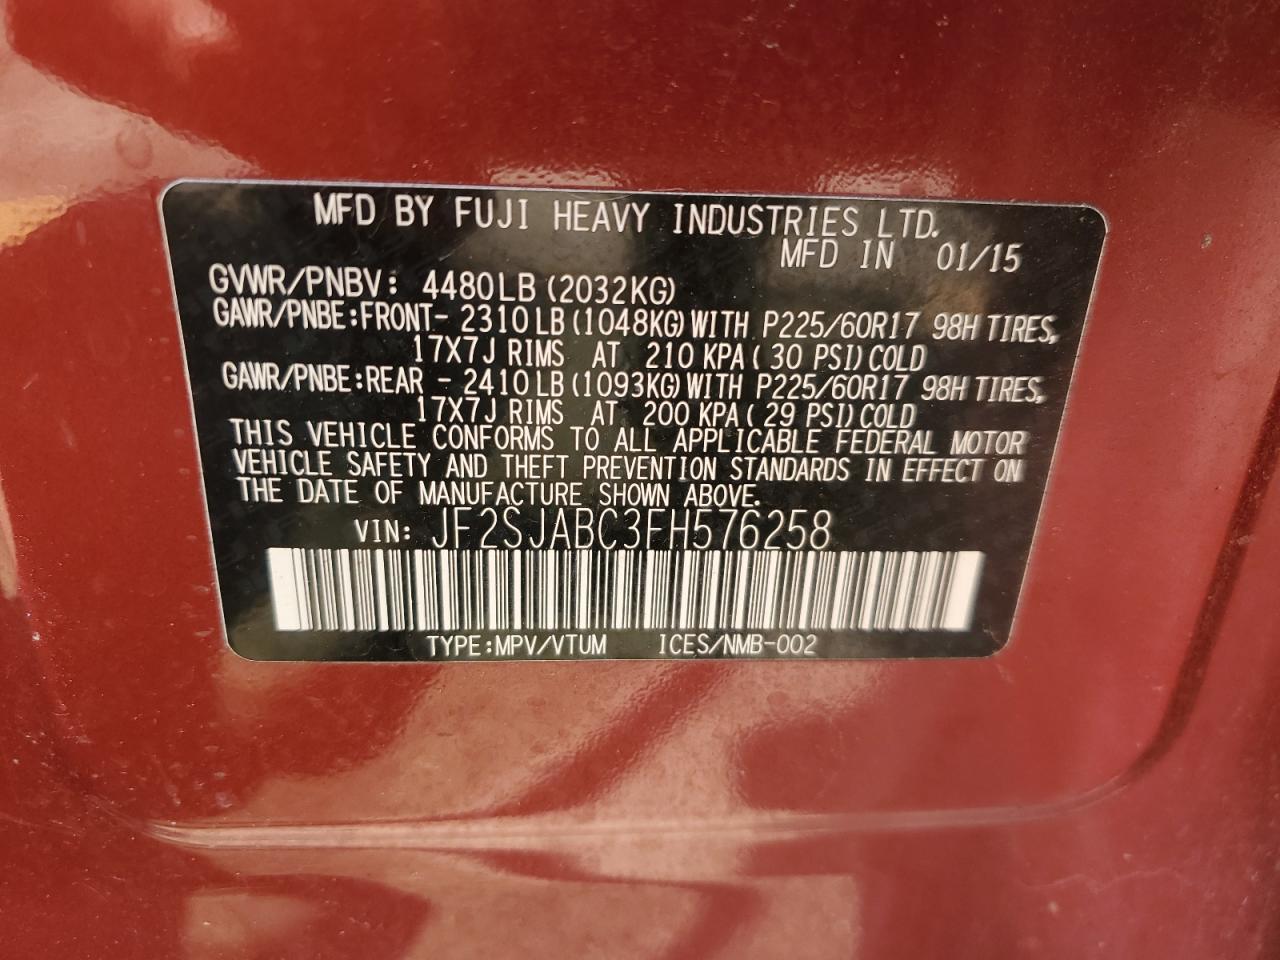 MFD BY FUJI HEAVY INDUSTRIES LTD.
MFD IN 01/15
GVWR/PNBV: 4480LB (2032KG)
GAWR/PNBE:FRONT- 2310LB(1048KG)WITH P225/60R17 98H TIRES,
17X7J RIMS AT 210 KPA( 30 PSI)COLD
GAWR/PNBE:REAR - 2410LB(1093KG)WITH P225/60R17 98H TIRES,
17X7J RIMS AT 200 KPA( 29 PSI)COLD
THIS VEHICLE CONFORMS TO ALL APPLICABLE FEDERAL MOTOR
VEHICLE SAFETY AND THEFT PREVENTION STANDARDS IN EFFECT ON
THE DATE OF MANUFACTURE SHOWN ABOVE.
VIN: JF2SJABC3FH576258
TYPE:MPV/VTUM ICES/NMB-002